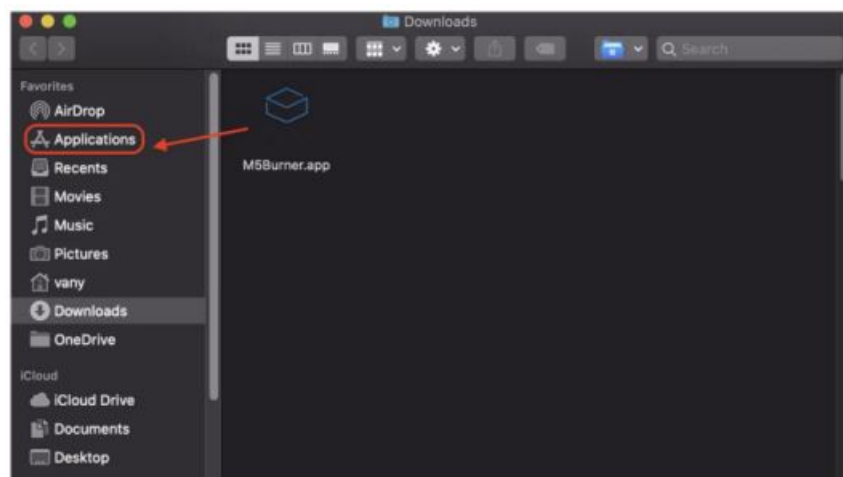 Downloads
Search
Favorites
AirDrop
Applications
Recents
Movies
Music
Pictures
vany
Downloads
OneDrive
iCloud
iCloud Drive
Documents
Desktop
M5Burner.app